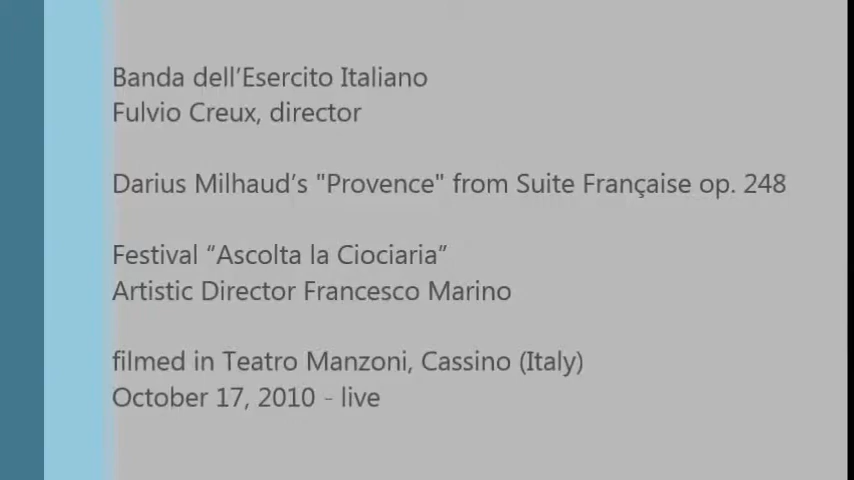 Banda dell’Esercito Italiano
Fulvio Creux, director
Darius Milhaud’s "Provence" from Suite Française op. 248
Festival “Ascolta la Ciociaria”
Artistic Director Francesco Marino
filmed in Teatro Manzoni, Cassino (Italy)
October 17, 2010 - live